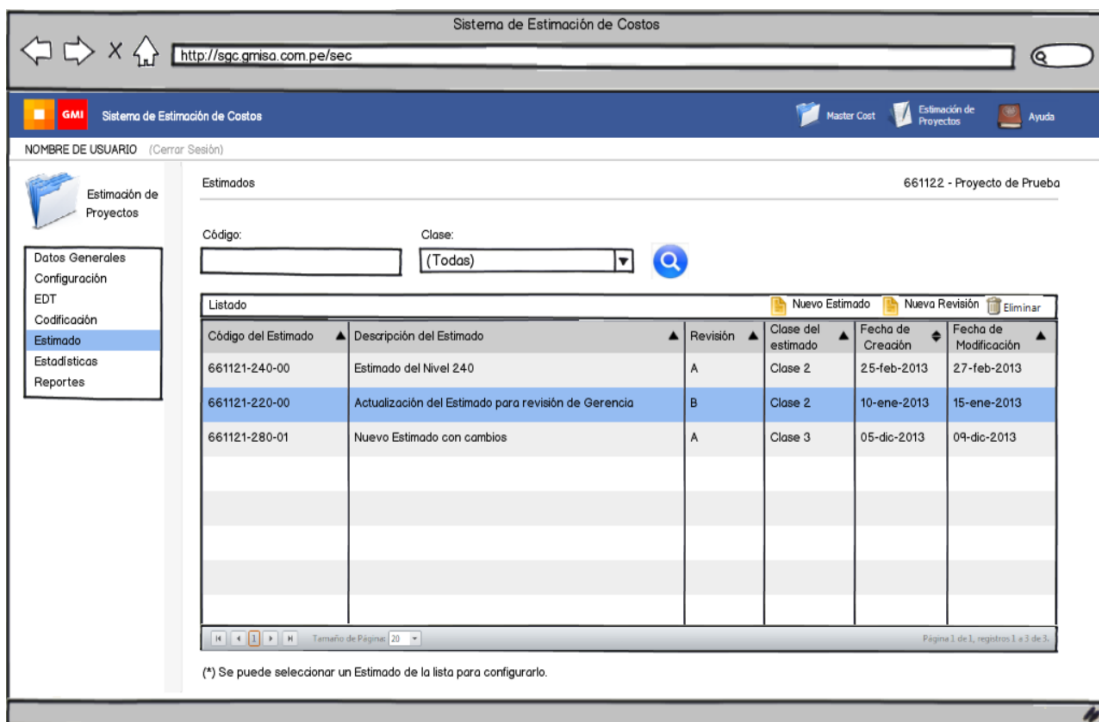 Sistema de Estimación de Costos
http://sgc.gmisa.com.pe/sec
GMI Sistema de Estimación de Costos
Master Cost
Estimación de
Proyectos
Ayuda
NOMBRE DE USUARIO (Cerrar Sesión)
Estimación de
Proyectos
Datos Generales
Configuración
EDT
Codificación
Estimado
Estadísticas
Reportes
Estimados 661122 - Proyecto de Prueba
Código: Clase:
(Todas)
Listado Nuevo Estimado Nueva Revisión Eliminar
Código del Estimado Descripción del Estimado Revisión Clase del estimado Fecha de Creación Fecha de Modificación
661121-240-00 Estimado del Nivel 240 A Clase 2 25-feb-2013 27-feb-2013
661121-220-00 Actualización del Estimado para revisión de Gerencia B Clase 2 10-ene-2013 15-ene-2013
661121-280-01 Nuevo Estimado con cambios A Clase 3 05-dic-2013 09-dic-2013
1 Tamaño de Página: 20 Página 1 de 1, registros 1 a 3 de 3.
(*) Se puede seleccionar un Estimado de la lista para configurarlo.